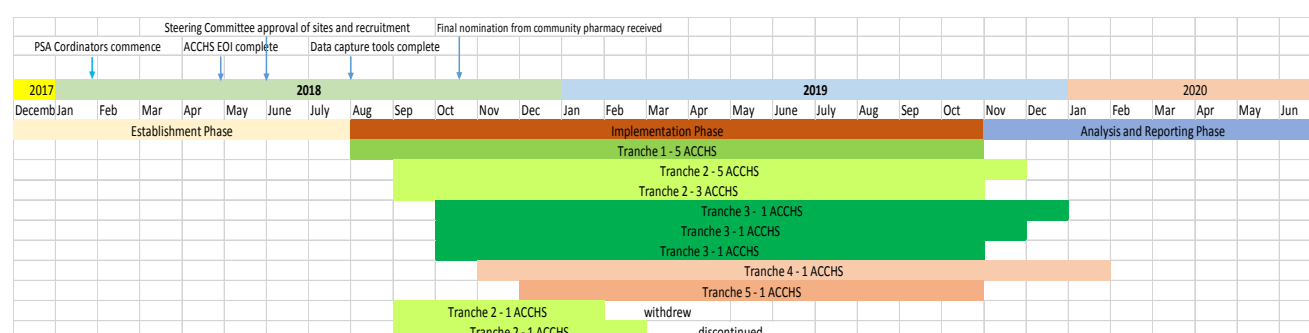 Steering Committee approval of sites and recruitment Final nomination from community pharmacy received
PSA Cordinators commence ACCHS EOI complete Data capture tools complete
2017 2018 2019 2020
Decemb Jan Feb Mar Apr May June July Aug Sep Oct Nov Dec Jan Feb Mar Apr May June July Aug Sep Oct Nov Dec Jan Feb Mar Apr May Jun
Establishment Phase Implementation Phase Analysis and Reporting Phase
Tranche 1 - 5 ACCHS
Tranche 2 - 5 ACCHS
Tranche 2 - 3 ACCHS
Tranche 3 - 1 ACCHS
Tranche 3 - 1 ACCHS
Tranche 3 - 1 ACCHS
Tranche 4 - 1 ACCHS
Tranche 5 - 1 ACCHS
Tranche 2 - 1 ACCHS withdrew
Tranche 2 - 1 ACCHS discontinued